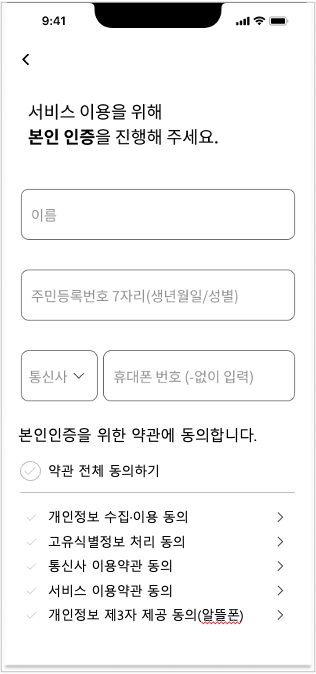 9:41
서비스 이용을 위해
본인 인증을 진행해 주세요.
이름
주민등록번호 7자리(생년월일/성별)
통신사 휴대폰 번호 (-없이 입력)
본인인증을 위한 약관에 동의합니다.
약관 전체 동의하기
개인정보 수집·이용 동의
고유식별정보 처리 동의
통신사 이용약관 동의
서비스 이용약관 동의
개인정보 제3자 제공 동의(알뜰폰)